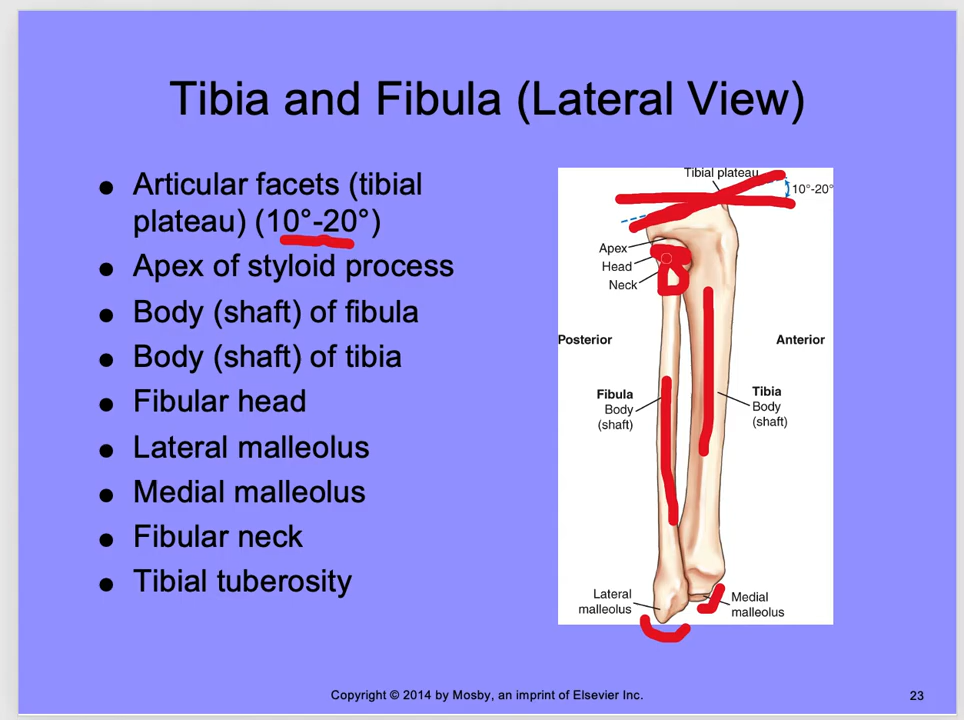 Tibia and Fibula (Lateral View)
● Articular facets (tibial
plateau) (10°-20°)
● Apex of styloid process
● Body (shaft) of fibula
● Body (shaft) of tibia
● Fibular head
● Lateral malleolus
● Medial malleolus
● Fibular neck
● Tibial tuberosity
Tibial plateau
10°-20°
Apex
Head
Neck
Posterior
Anterior
Fibula
Body
(shaft)
Tibia
Body
(shaft)
Lateral
malleolus
Medial
malleolus
Copyright © 2014 by Mosby, an imprint of Elsevier Inc.
23